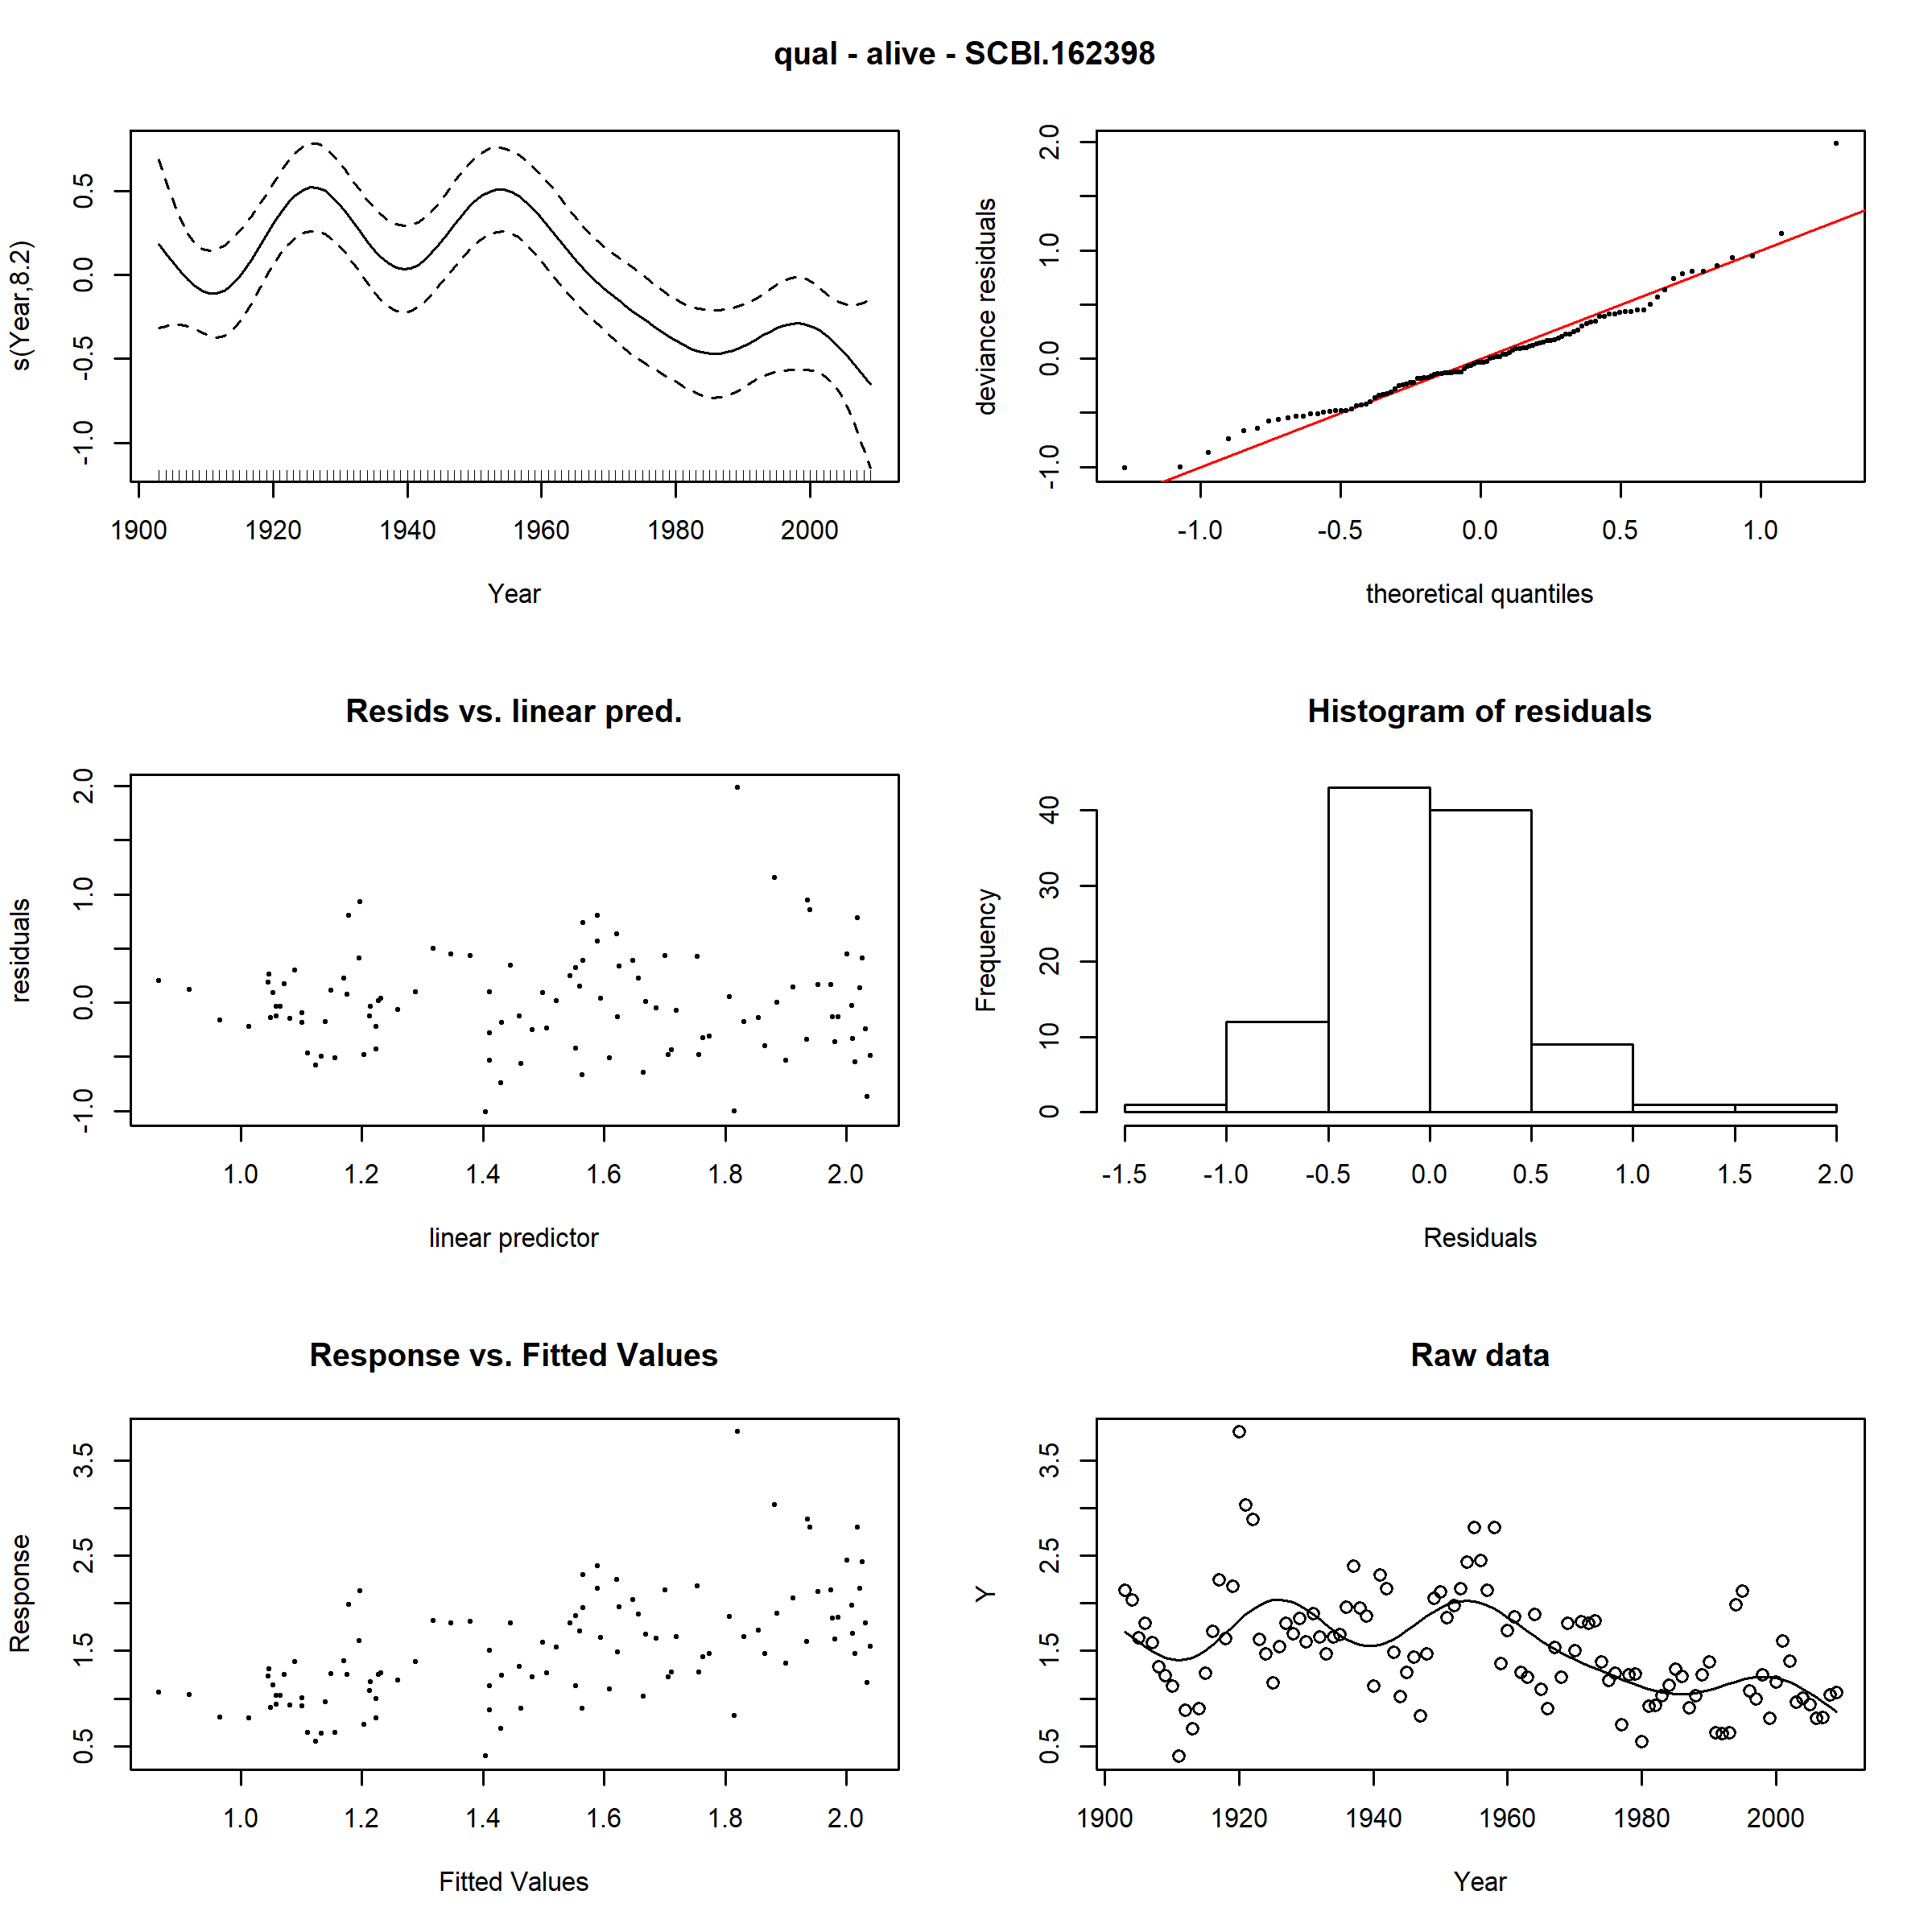 qual - alive - SCBI.162398
s(Year,8.2)
-1.0 -0.5 0.0 0.5
1900 1920 1940 1960 1980 2000
Year
deviance residuals
-1.0 0.0 1.0 2.0
-1.0 -0.5 0.0 0.5 1.0
theoretical quantiles
Resids vs. linear pred.
residuals
-1.0 0.0 1.0 2.0
1.0 1.2 1.4 1.6 1.8 2.0
linear predictor
Histogram of residuals
Frequency
0 10 20 30 40
-1.5 -1.0 -0.5 0.0 0.5 1.0 1.5 2.0
Residuals
Response vs. Fitted Values
Response
0.5 1.5 2.5 3.5
1.0 1.2 1.4 1.6 1.8 2.0
Fitted Values
Raw data
Y
0.5 1.5 2.5 3.5
1900 1920 1940 1960 1980 2000
Year